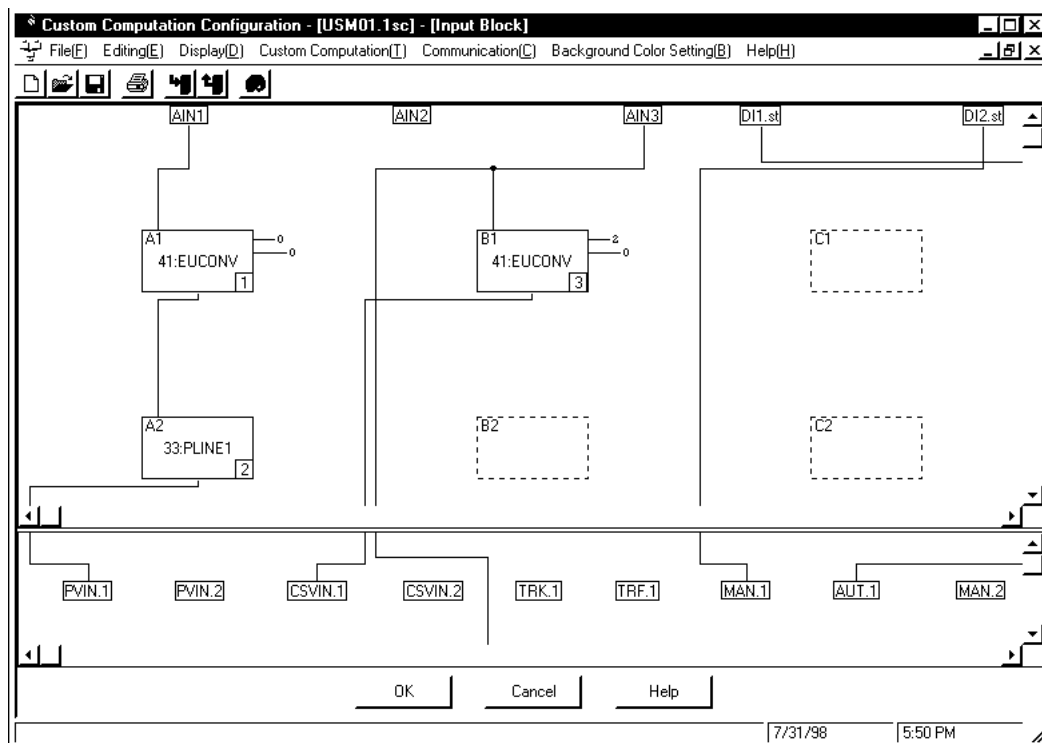 Custom Computation Configuration - [USM01.1sc] - [Input Block]
File(F) Editing(E) Display(D) Custom Computation(T) Communication(C) Background Color Setting(B) Help(H)
AIN1 AIN2 AIN3 DI1.st DI2.st
A1 0 B1 2 C1
41:EUCONV 0 41:EUCONV 0
1 3
A2 B2 C2
33:PLINE1
2
PVIN.1 PVIN.2 CSVIN.1 CSVIN.2 TRK.1 TRF.1 MAN.1 AUT.1 MAN.2
OK Cancel Help
7/31/98 5:50 PM